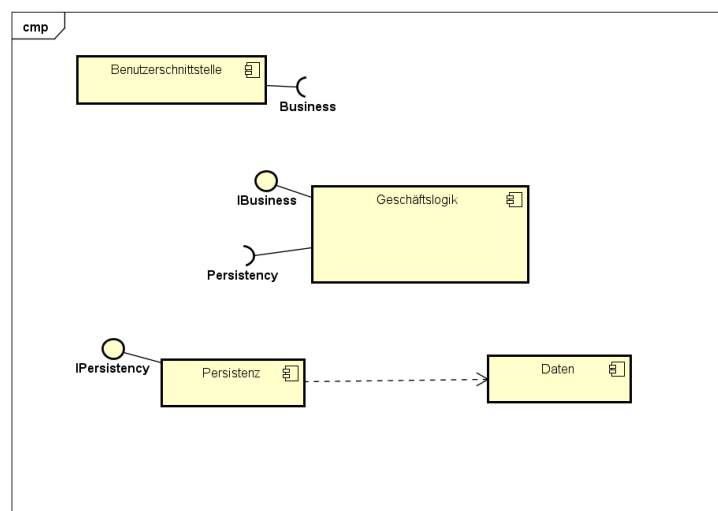 cmp
Benutzerschnittstelle
Business
IBusiness
Geschäftslogik
Persistency
IPersistency
Persistenz
Daten